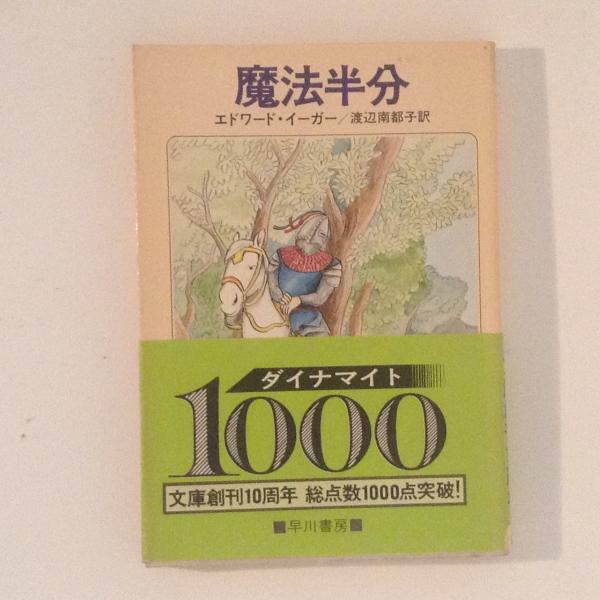 魔法半分
エドワード・イーガー/渡辺南都子訳
ダイナマイト
1000
文庫創刊10周年 総点数1000点突破!
■早川書房■